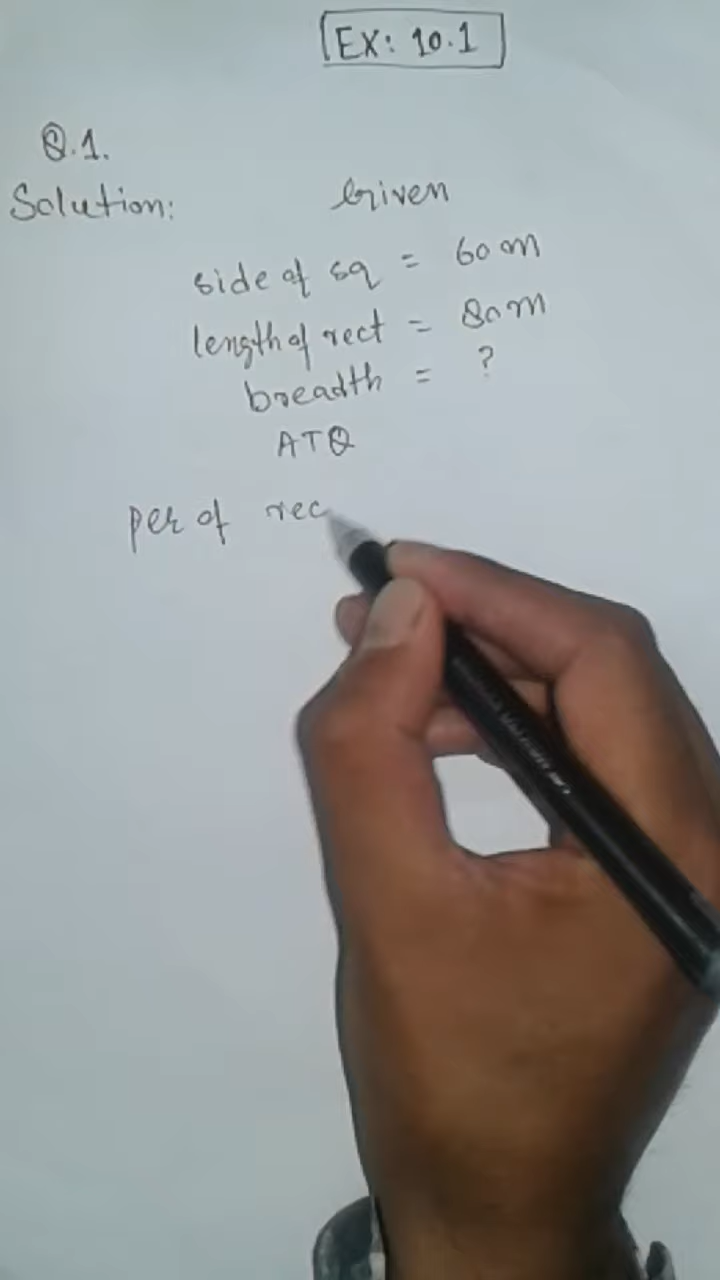 Ex: 10.1
Q.1.
Solution: Given
side of sq = 60 m
length of rect = 80 m
breadth = ?
ATQ
per of rec